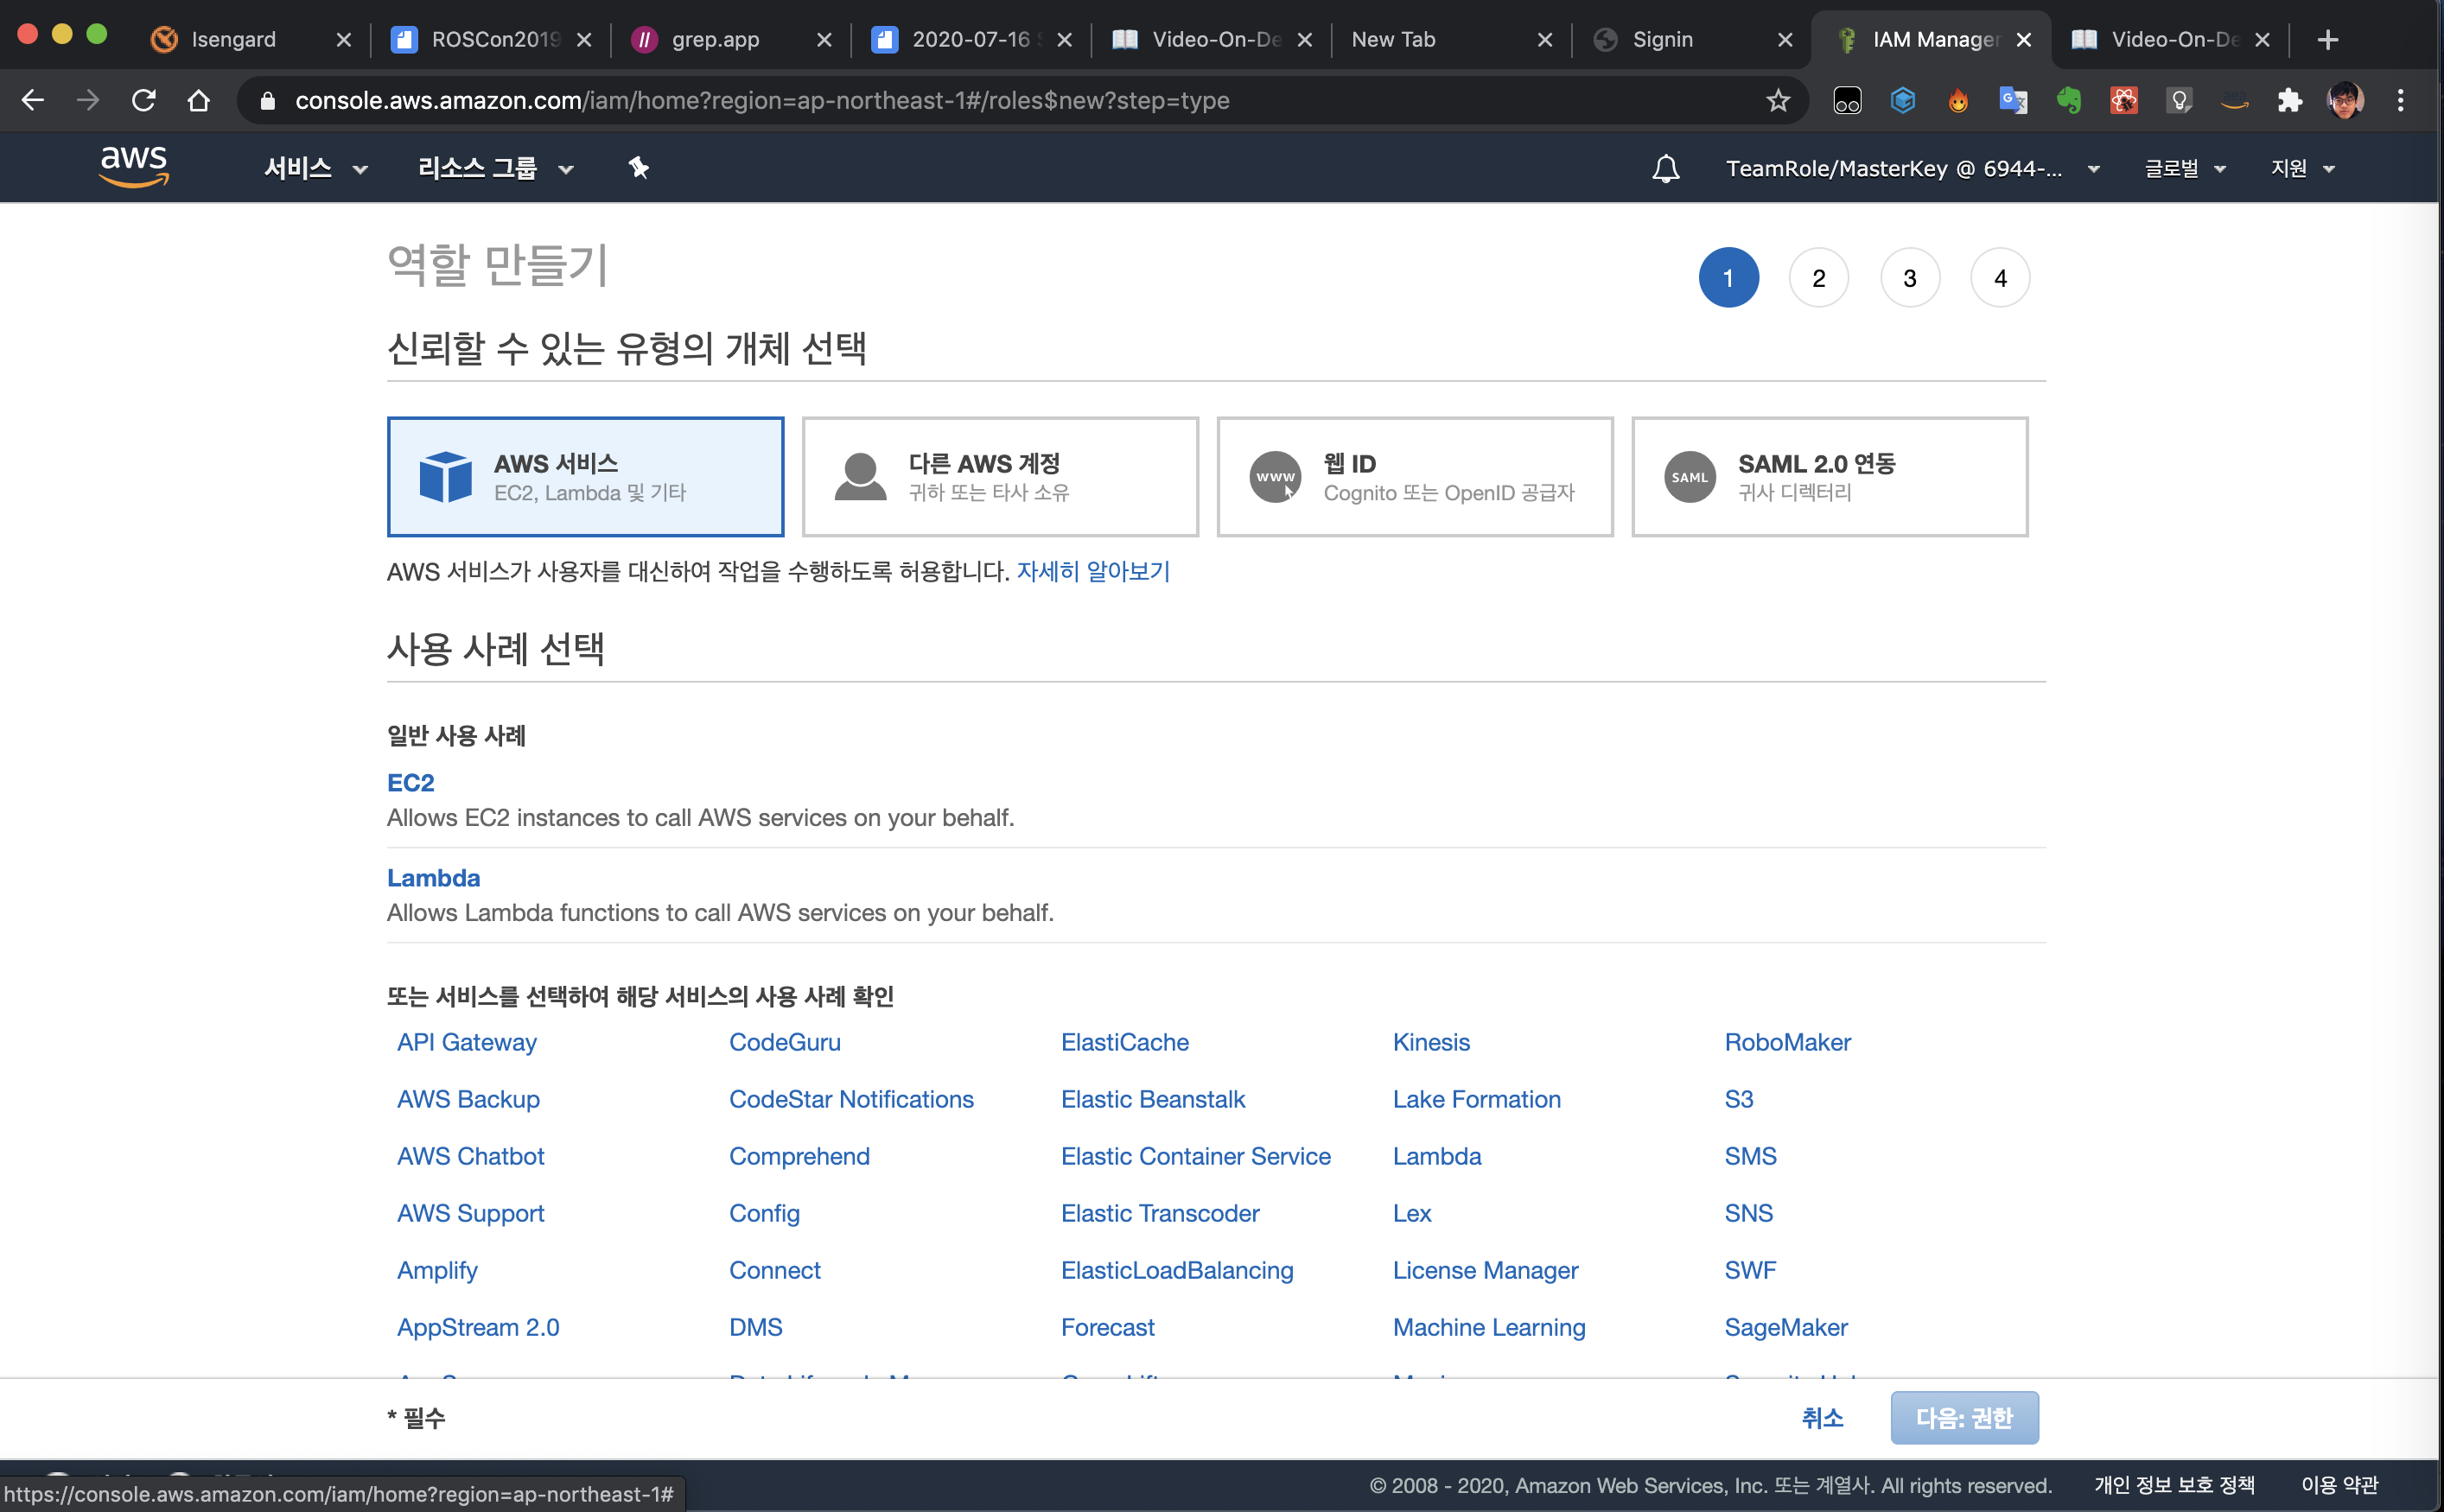 Isengard
ROSCon2019
grep.app
2020-07-16
Video-On-De
New Tab
Signin
IAM Manager
Video-On-De
console.aws.amazon.com/iam/home?region=ap-northeast-1#/roles$new?step=type
aws
서비스
리소스 그룹
TeamRole/MasterKey @ 6944-...
글로벌
지원
역할 만들기
1
2
3
4
신뢰할 수 있는 유형의 개체 선택
AWS 서비스
EC2, Lambda 및 기타
다른 AWS 계정
귀하 또는 타사 소유
www
웹 ID
Cognito 또는 OpenID 공급자
SAML
SAML 2.0 연동
귀사 디렉터리
AWS 서비스가 사용자를 대신하여 작업을 수행하도록 허용합니다. 자세히 알아보기
사용 사례 선택
일반 사용 사례
EC2
Allows EC2 instances to call AWS services on your behalf.
Lambda
Allows Lambda functions to call AWS services on your behalf.
또는 서비스를 선택하여 해당 서비스의 사용 사례 확인
API Gateway
CodeGuru
ElastiCache
Kinesis
RoboMaker
AWS Backup
CodeStar Notifications
Elastic Beanstalk
Lake Formation
S3
AWS Chatbot
Comprehend
Elastic Container Service
Lambda
SMS
AWS Support
Config
Elastic Transcoder
Lex
SNS
Amplify
Connect
ElasticLoadBalancing
License Manager
SWF
AppStream 2.0
DMS
Forecast
Machine Learning
SageMaker
* 필수
취소
다음: 권한
© 2008 - 2020, Amazon Web Services, Inc. 또는 계열사. All rights reserved.
개인 정보 보호 정책
이용 약관
https://console.aws.amazon.com/iam/home?region=ap-northeast-1#